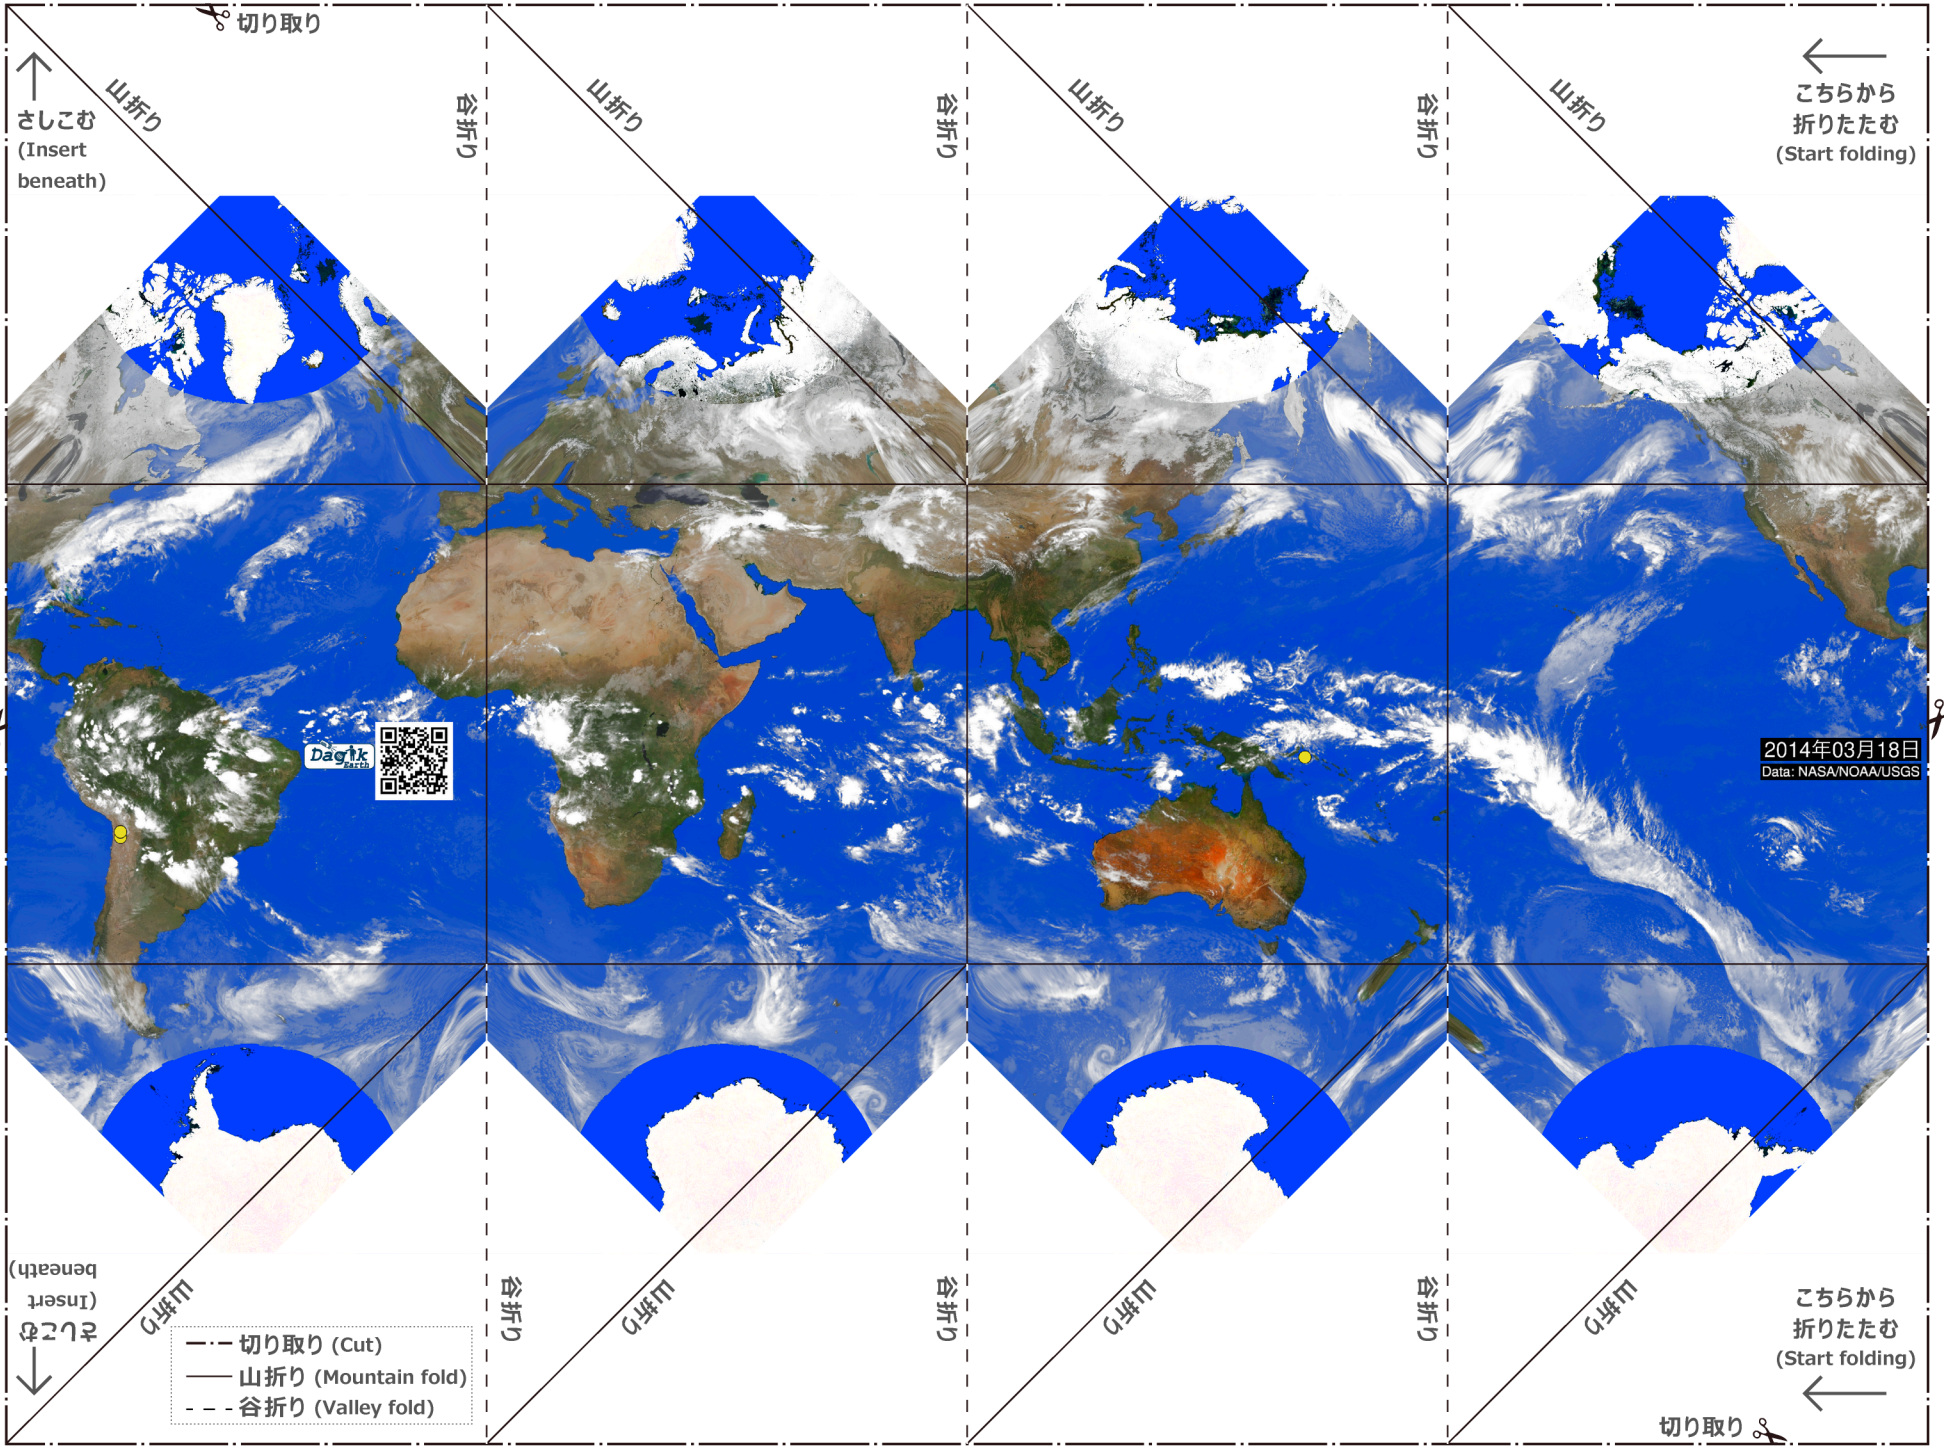 切り取り
山折り
谷折り
山折り
谷折り
山折り
谷折り
山折り
さしこむ
(Insert
beneath)
こちらから
折りたたむ
(Start folding)
Dagik
Earth
2014年03月18日
Data: NASA/NOAA/USGS
さしこむ
(Insert
beneath)
山折り
谷折り
山折り
谷折り
山折り
谷折り
山折り
こちらから
折りたたむ
(Start folding)
切り取り (Cut)
山折り (Mountain fold)
谷折り (Valley fold)
切り取り